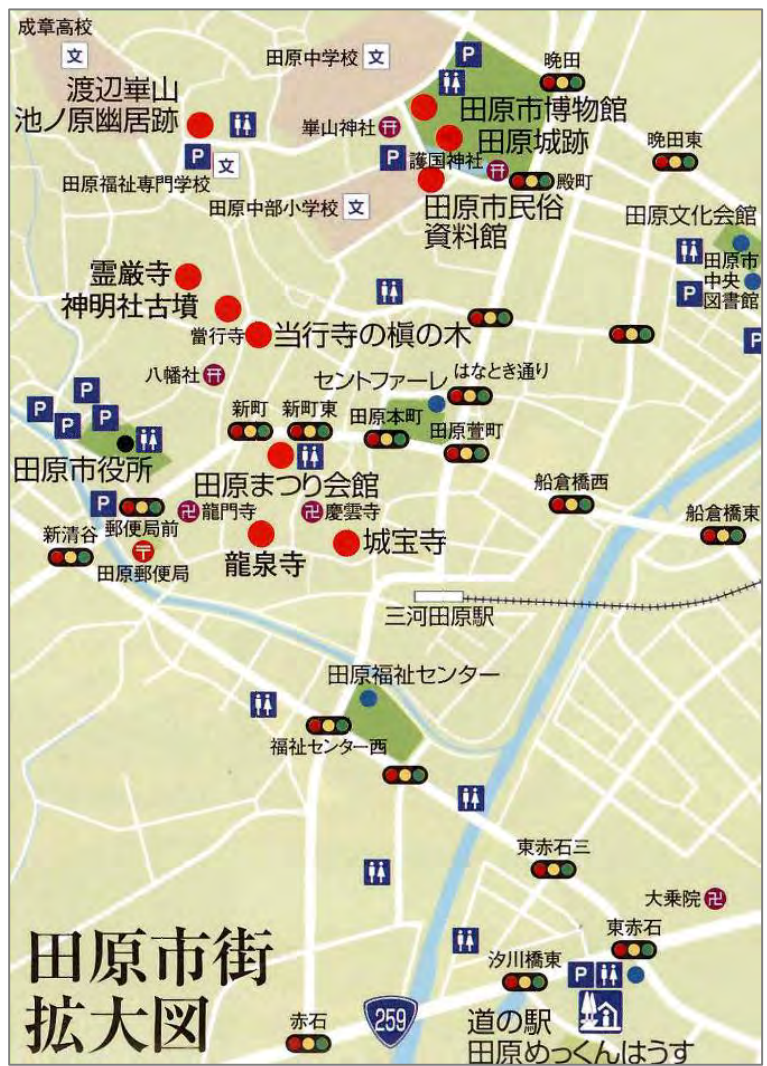 成章高校
文
渡辺崋山
池ノ原幽居跡
P
文
田原福祉専門学校
田原中学校
文
崋山神社
P
晩田
田原市博物館
田原城跡
P
護国神社
殿町
晩田東
田原中部小学校
文
田原市民俗
資料館
田原文化会館
田原市
中央
図書館
P
P
霊厳寺
神明社古墳
當行寺
当行寺の槇の木
八幡社
セントファーレ
はなとき通り
新町
新町東
田原本町
田原萱町
P
P
P
P
田原市役所
田原まつり会館
船倉橋西
P
郵便局前
卍
龍門寺
卍
慶雲寺
船倉橋東
新清谷
〒
田原郵便局
龍泉寺
城宝寺
三河田原駅
田原福祉センター
福祉センター西
東赤石三
大乗院
卍
東赤石
汐川橋東
P
田原市街
拡大図
赤石
259
道の駅
田原めっくんはうす